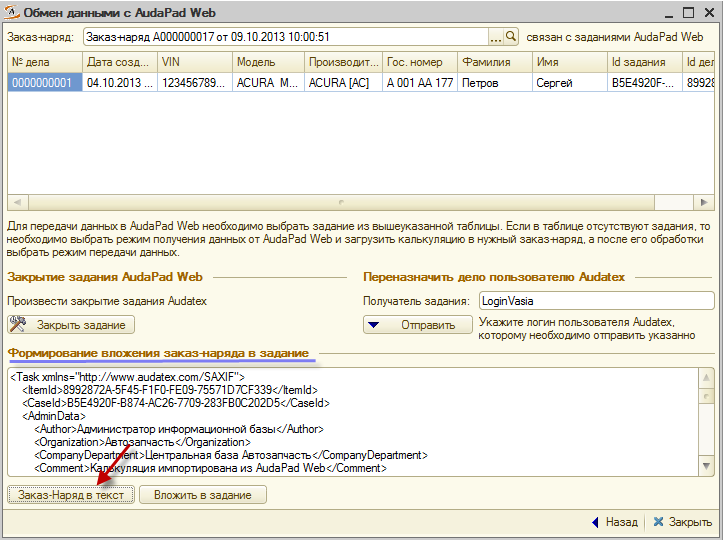 Обмен данными с AudaPad Web
Заказ-наряд: Заказ-наряд А000000017 от 09.10.2013 10:00:51 ... связан с заданиями AudaPad Web
№ дела Дата созд... VIN Модель Производит... Гос. номер Фамилия Имя Id задания Id дел
0000000001 04.10.2013 ... 123456789... ACURA M... ACURA [AC] А 001 АА 177 Петров Сергей B5E4920F-... 89928
Для передачи данных в AudaPad Web необходимо выбрать задание из вышеуказанной таблицы. Если в таблице отсутствуют задания, то
необходимо выбрать режим получения данных от AudaPad Web и загрузить калькуляцию в нужный заказ-наряд, а после его обработки
выбрать режим передачи данных.
Закрытие задания AudaPad Web Переназначить дело пользователю Audatex
Произвести закрытие задания Audatex Получатель задания: LoginVasia
Закрыть задание Отправить Укажите логин пользователя Audatex,
которому необходимо отправить указанно
Формирование вложения заказ-наряда в задание
<Task xmlns="http://www.audatex.com/SAXIF">
<ItemId>8992872A-5F45-F1F0-FE09-75571D7CF339</ItemId>
<CaseId>B5E4920F-B874-AC26-7709-283FB0C202D5</CaseId>
<AdminData>
<Author>Администратор информационной базы</Author>
<Organization>Автозапчасть</Organization>
<CompanyDepartment>Центральная база Автозапчасть</CompanyDepartment>
<Comment>Калькуляция импортирована из AudaPad Web</Comment>
Заказ-Наряд в текст Вложить в задание
Назад Закрыть